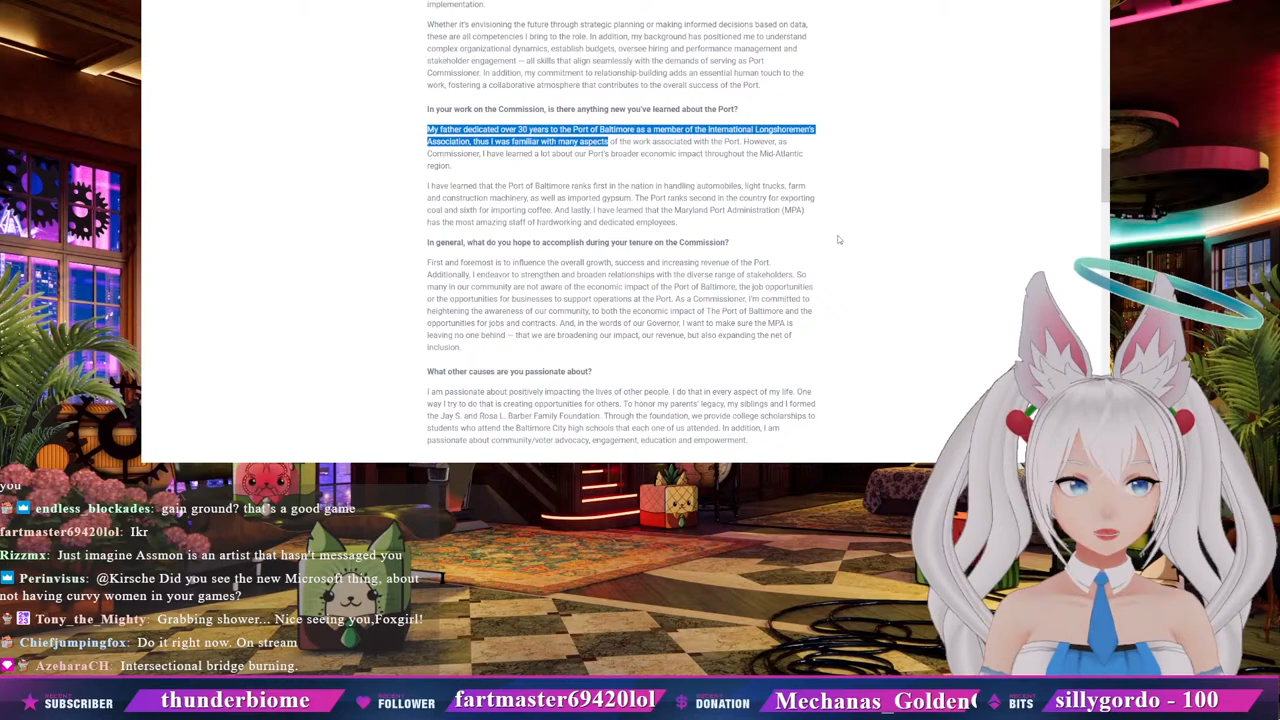 implementation.
Whether it's envisioning the future through strategic planning or making informed decisions based on data,
these are all competencies I bring to the role. In addition, my background has positioned me to understand
complex organizational dynamics, establish budgets, oversee hiring and performance management and
stakeholder engagement — all skills that align seamlessly with the demands of serving as Port
Commissioner. In addition, my commitment to relationship-building adds an essential human touch to the
work, fostering a collaborative atmosphere that contributes to the overall success of the Port.
In your work on the Commission, is there anything new you've learned about the Port?
My father dedicated over 30 years to the Port of Baltimore as a member of the International Longshoremen's
Association, thus I was familiar with many aspects of the work associated with the Port. However, as
Commissioner, I have learned a lot about our Port's broader economic impact throughout the Mid-Atlantic
region.
I have learned that the Port of Baltimore ranks first in the nation in handling automobiles, light trucks, farm
and construction machinery, as well as imported gypsum. The Port ranks second in the country for exporting
coal and sixth for importing coffee. And lastly, I have learned that the Maryland Port Administration (MPA)
has the most amazing staff of hardworking and dedicated employees.
In general, what do you hope to accomplish during your tenure on the Commission?
First and foremost is to influence the overall growth, success and increasing revenue of the Port.
Additionally, I endeavor to strengthen and broaden relationships with the diverse range of stakeholders. So
many in our community are not aware of the economic impact of the Port of Baltimore, the job opportunities
or the opportunities for businesses to support operations at the Port. As a Commissioner, I'm committed to
heightening the awareness of our community, to both the economic impact of The Port of Baltimore and the
opportunities for jobs and contracts. And, in the words of our Governor, I want to make sure the MPA is
leaving no one behind — that we are broadening our impact, our revenue, but also expanding the net of
inclusion.
What other causes are you passionate about?
I am passionate about positively impacting the lives of other people. I do that in every aspect of my life. One
way I try to do that is creating opportunities for others. To honor my parents' legacy, my siblings and I formed
the Jay S. and Rosa L. Barber Family Foundation. Through the foundation, we provide college scholarships to
students who attend the Baltimore City high schools that each one of us attended. In addition, I am
passionate about community/voter advocacy, engagement, education and empowerment.
you
endless_blockades: gain ground? that's a good game
fartmaster69420lol: Ikr
Rizzmx: Just imagine Assmon is an artist that hasn't messaged you
Perinvisus: @Kirsche Did you see the new Microsoft thing, about
not having curvy women in your games?
Tony_the_Mighty: Grabbing shower... Nice seeing you,Foxgirl!
Chiefjumpingfox: Do it right now. On stream
AzeharaCH: Intersectional bridge burning.
RECENT SUBSCRIBER thunderbiome RECENT FOLLOWER fartmaster69420lol RECENT DONATION Mechanas_Golden RECENT BITS sillygordo - 100